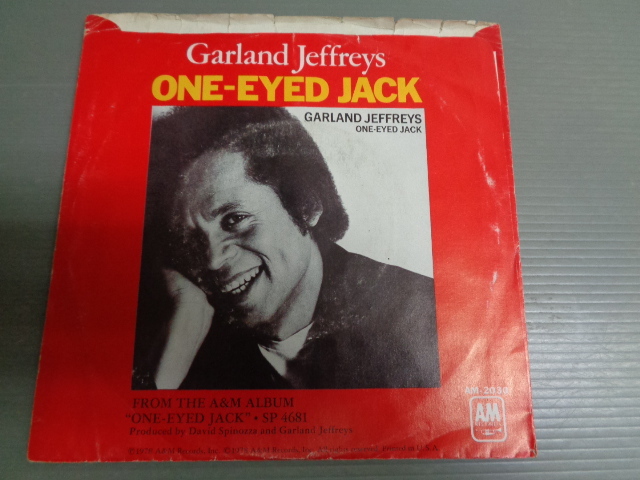 Garland Jeffreys
ONE-EYED JACK
GARLAND JEFFREYS
ONE-EYED JACK
FROM THE A&M ALBUM
"ONE-EYED JACK" • SP 4681
Produced by David Spinozza and Garland Jeffreys
AM